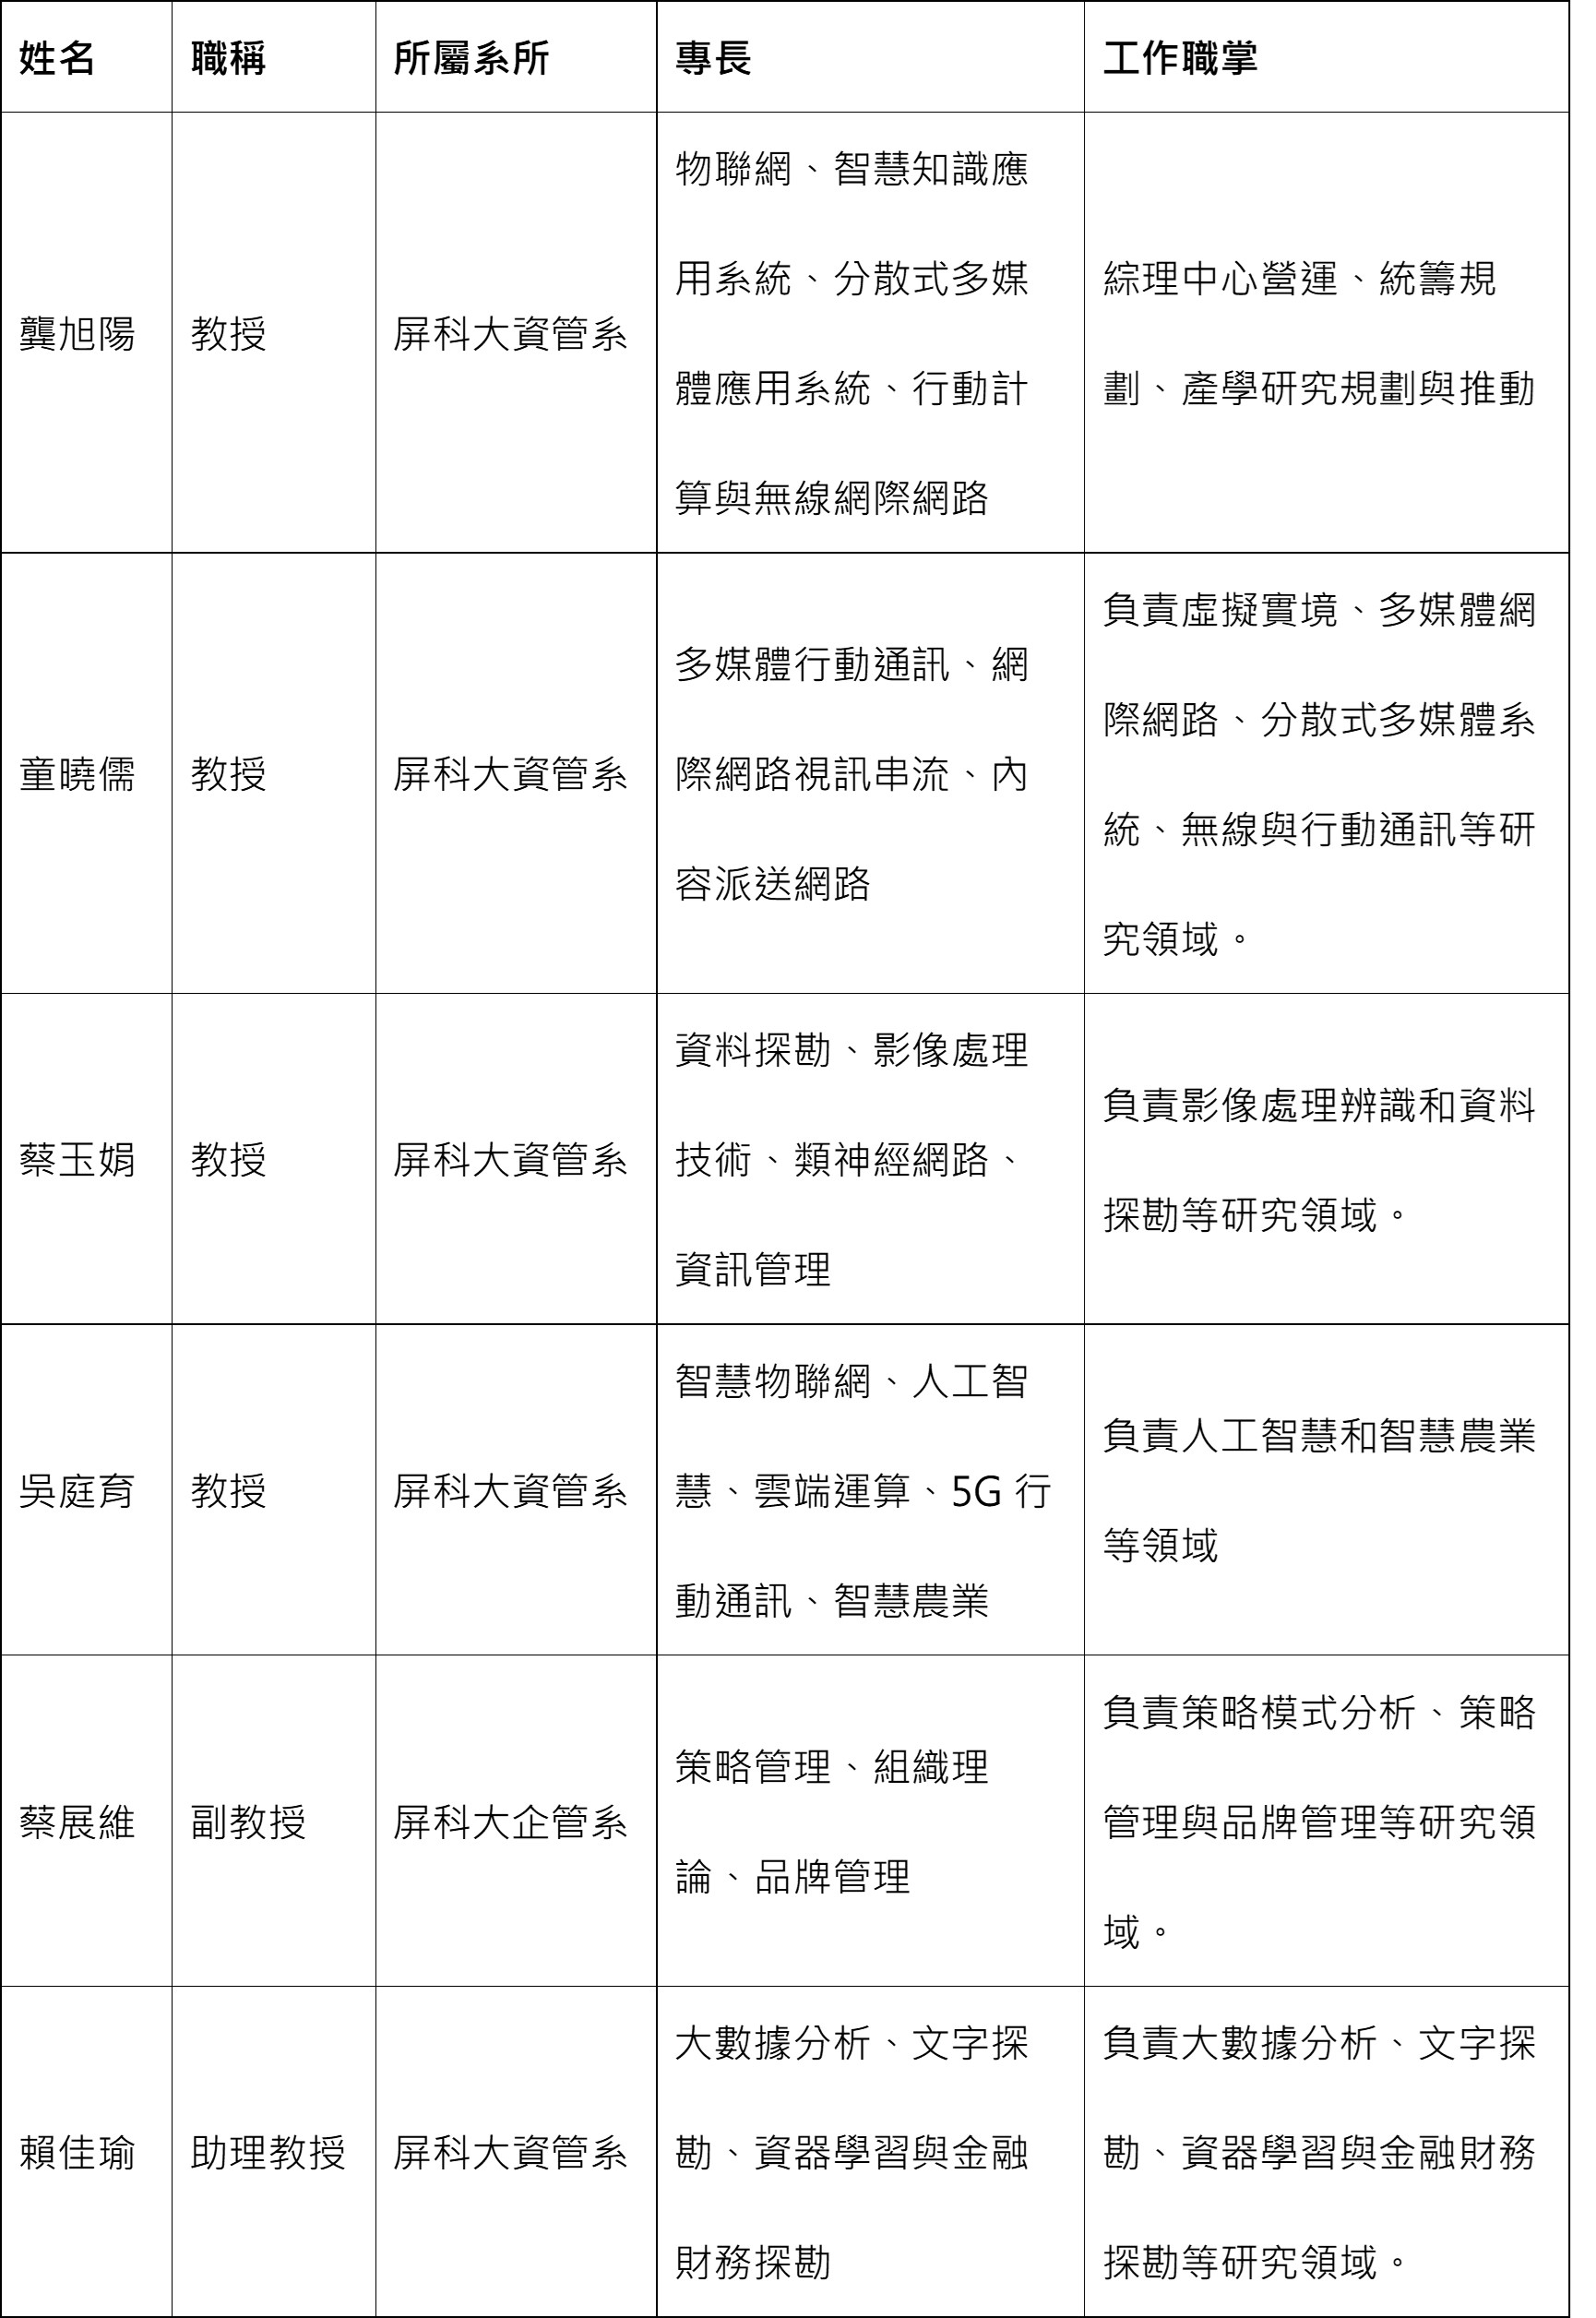 姓名 職稱 所屬系所 專長 工作職掌
龔旭陽
教授
屏科大資管系
物聯網、智慧知識應
用系統、分散式多媒
體應用系統、行動計
算與無線網際網路
綜理中心營運、統籌規
劃、產學研究規劃與推動
童曉儒
教授
屏科大資管系
多媒體行動通訊、網
際網路視訊串流、內
容派送網路
負責虛擬實境、多媒體網
際網路、分散式多媒體系
統、無線與行動通訊等研
究領域。
蔡玉娟
教授
屏科大資管系
資料探勘、影像處理
技術、類神經網路、
資訊管理
負責影像處理辨識和資料
探勘等研究領域。
吳庭育
教授
屏科大資管系
智慧物聯網、人工智
慧、雲端運算、5G 行
動通訊、智慧農業
負責人工智慧和智慧農業
等領域
蔡展維
副教授
屏科大企管系
策略管理、組織理
論、品牌管理
負責策略模式分析、策略
管理與品牌管理等研究領
域。
賴佳瑜
助理教授
屏科大資管系
大數據分析、文字探
勘、資器學習與金融
財務探勘
負責大數據分析、文字探
勘、資器學習與金融財務
探勘等研究領域。